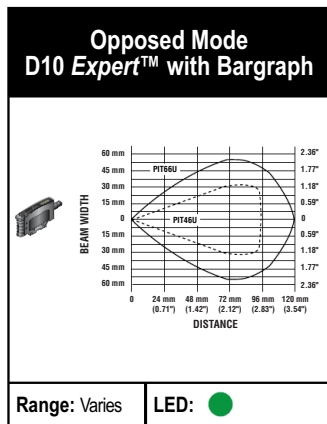 Opposed Mode
D10 Expert™ with Bargraph
60 mm
45 mm
30 mm
15 mm
0
15 mm
30 mm
45 mm
60 mm
BEAM WIDTH
PIT66U
PIT46U
2.36"
1.77"
1.18"
0.59"
0
0.59"
1.18"
1.77"
2.36"
0 24 mm 48 mm 72 mm 96 mm 120 mm
(0.71") (1.42") (2.12") (2.83") (3.54")
DISTANCE
Range: Varies
LED: